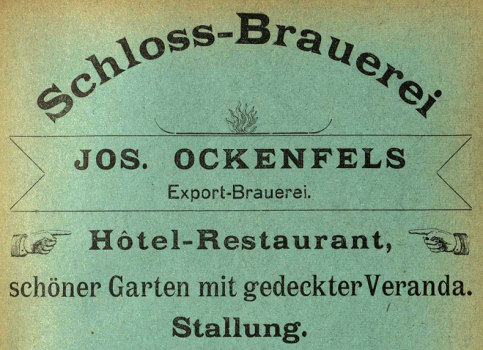 Schloss-Brauerei
JOS. OCKENFELS
Export-Brauerei.
Hôtel-Restaurant,
schöner Garten mit gedeckter Veranda.
Stallung.